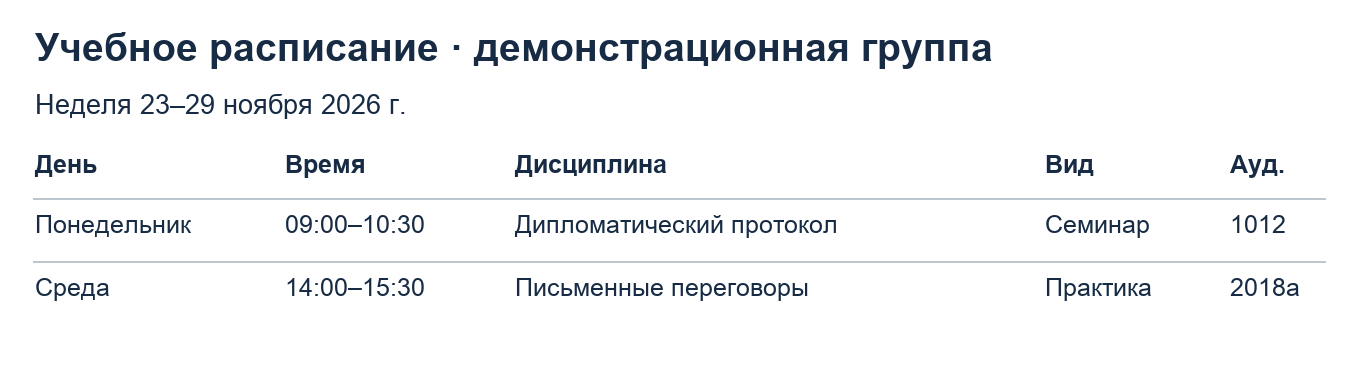 Учебное расписание · демонстрационная группа
Неделя 23–29 ноября 2026 г.
День Время Дисциплина Вид Ауд.
Понедельник 09:00–10:30 Дипломатический протокол Семинар 1012
Среда 14:00–15:30 Письменные переговоры Практика 2018а